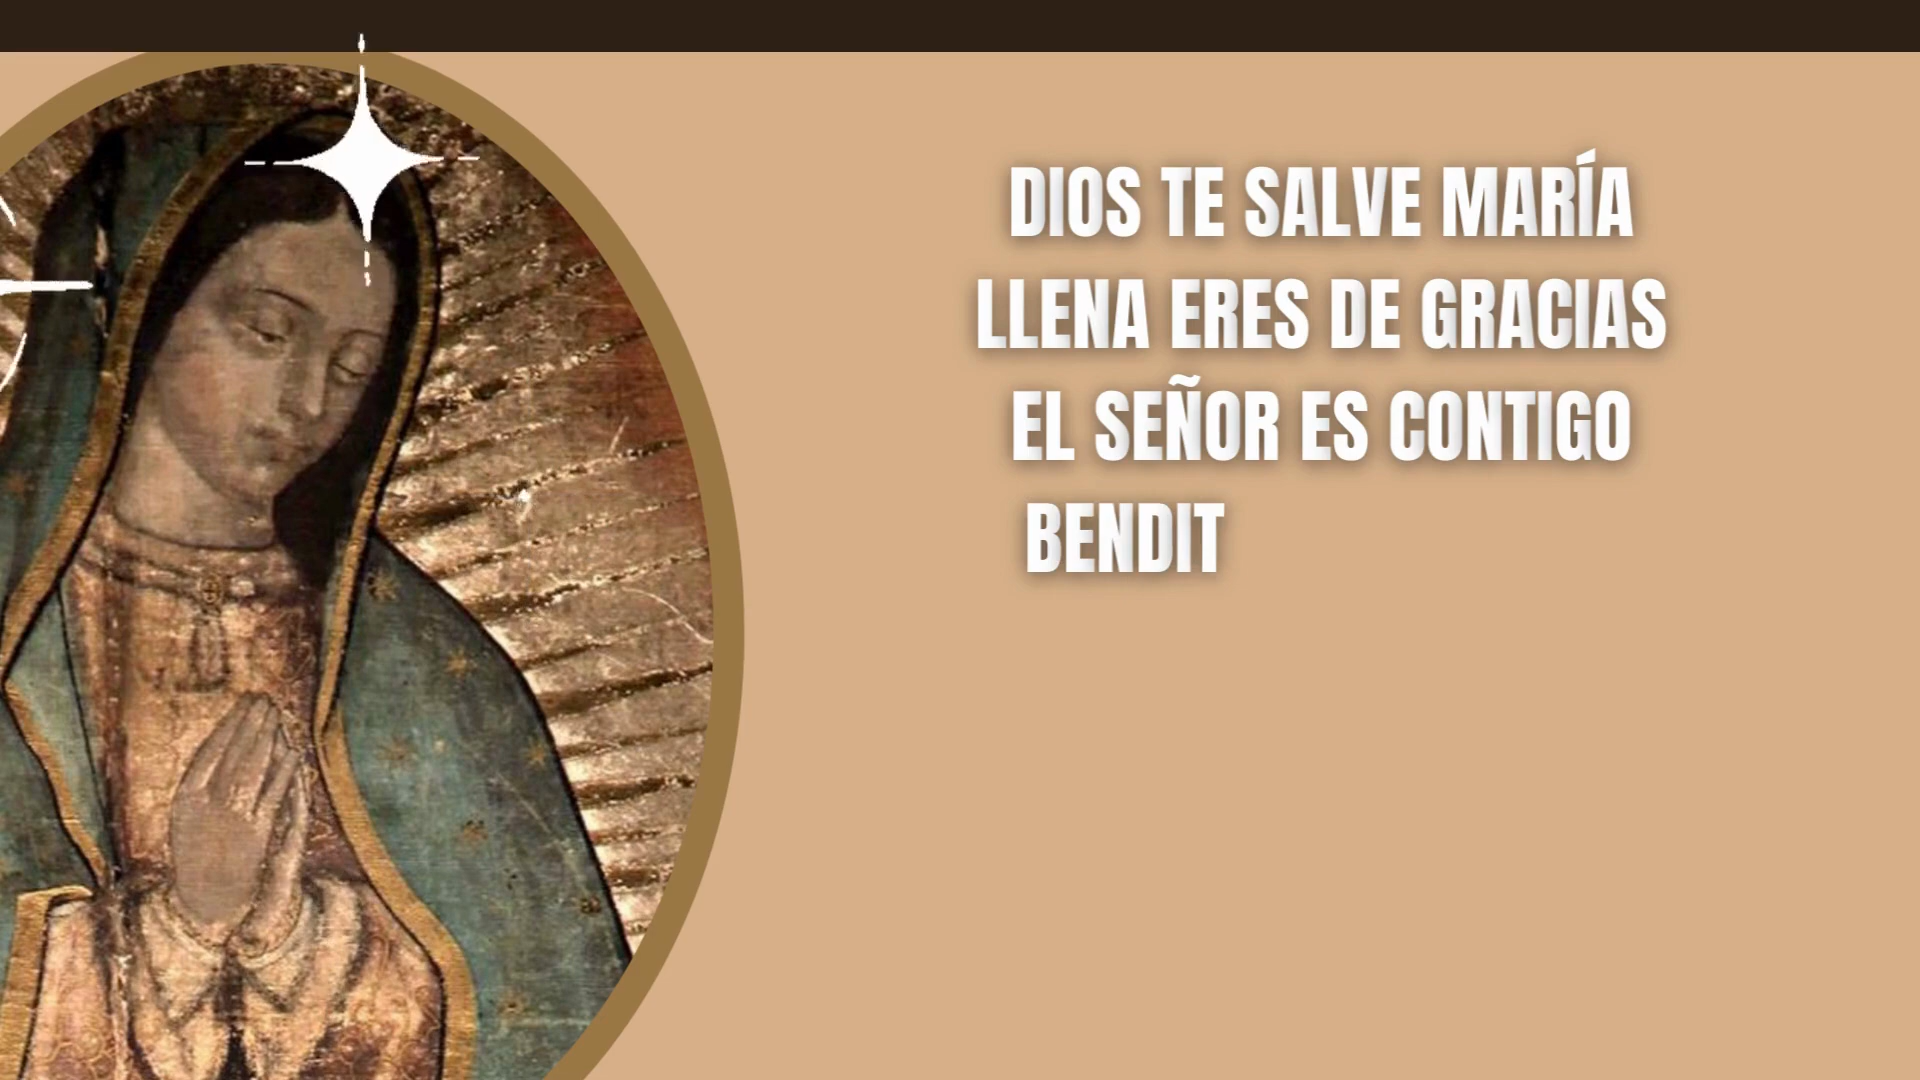 DIOS TE SALVE MARÍA
LLENA ERES DE GRACIAS
EL SEÑOR ES CONTIGO
BENDIT